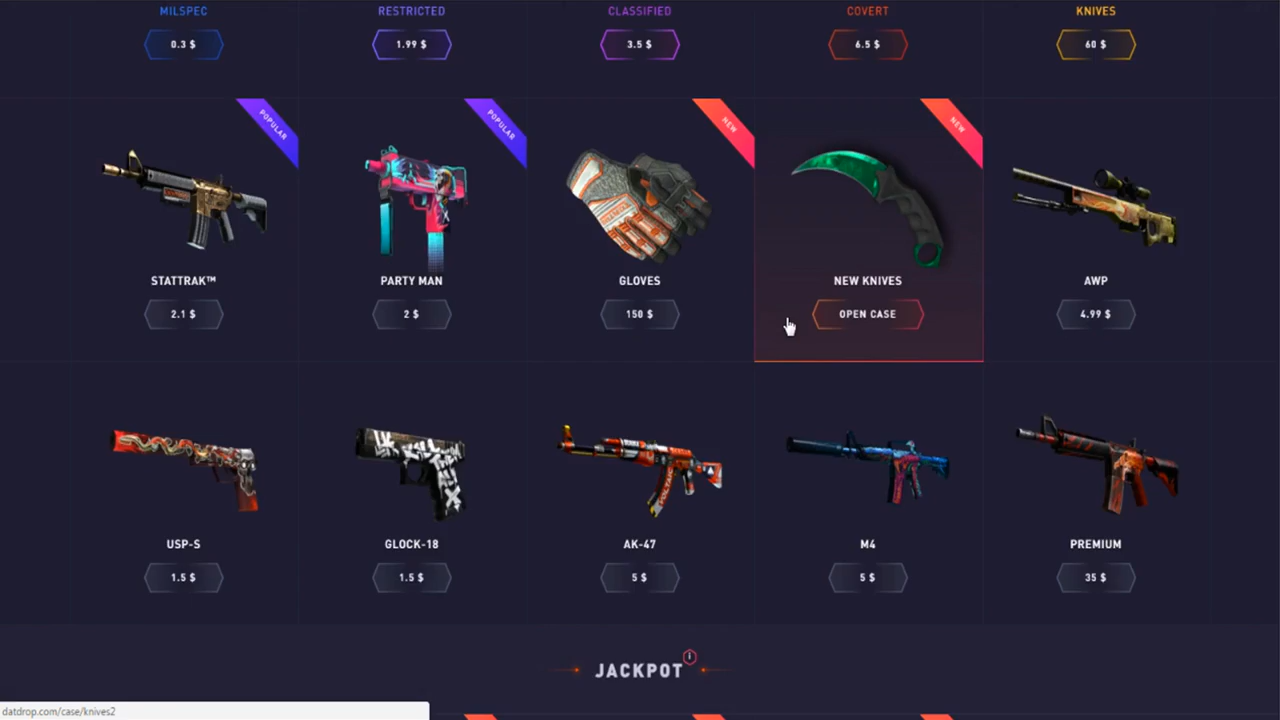 MILSPEC
RESTRICTED
CLASSIFIED
COVERT
KNIVES
0.3 $
1.99 $
3.5 $
6.5 $
60 $
POPULAR
POPULAR
NEW
NEW
STATTRAK™
PARTY MAN
GLOVES
NEW KNIVES
AWP
2.1 $
2 $
150 $
OPEN CASE
4.99 $
USP-S
GLOCK-18
AK-47
M4
PREMIUM
1.5 $
1.5 $
5 $
5 $
35 $
JACKPOT
i
datdrop.com/case/knives2